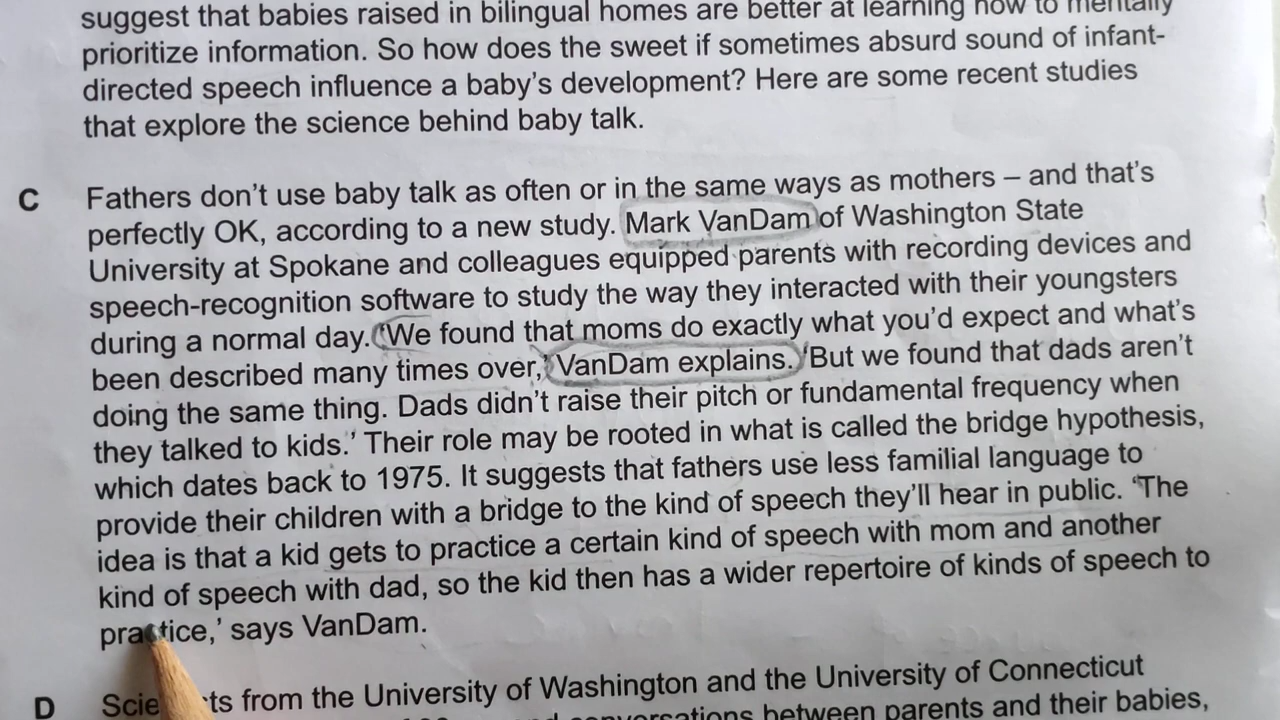 suggest that babies raised in bilingual homes are better at learning how to mentally
prioritize information. So how does the sweet if sometimes absurd sound of infant-
directed speech influence a baby's development? Here are some recent studies
that explore the science behind baby talk.
C Fathers don't use baby talk as often or in the same ways as mothers – and that's
perfectly OK, according to a new study. Mark VanDam of Washington State
University at Spokane and colleagues equipped parents with recording devices and
speech-recognition software to study the way they interacted with their youngsters
during a normal day. 'We found that moms do exactly what you'd expect and what's
been described many times over,' VanDam explains. 'But we found that dads aren't
doing the same thing. Dads didn't raise their pitch or fundamental frequency when
they talked to kids.' Their role may be rooted in what is called the bridge hypothesis,
which dates back to 1975. It suggests that fathers use less familial language to
provide their children with a bridge to the kind of speech they'll hear in public. 'The
idea is that a kid gets to practice a certain kind of speech with mom and another
kind of speech with dad, so the kid then has a wider repertoire of kinds of speech to
practice,' says VanDam.
D Scientists from the University of Washington and the University of Connecticut
conversations between parents and their babies,